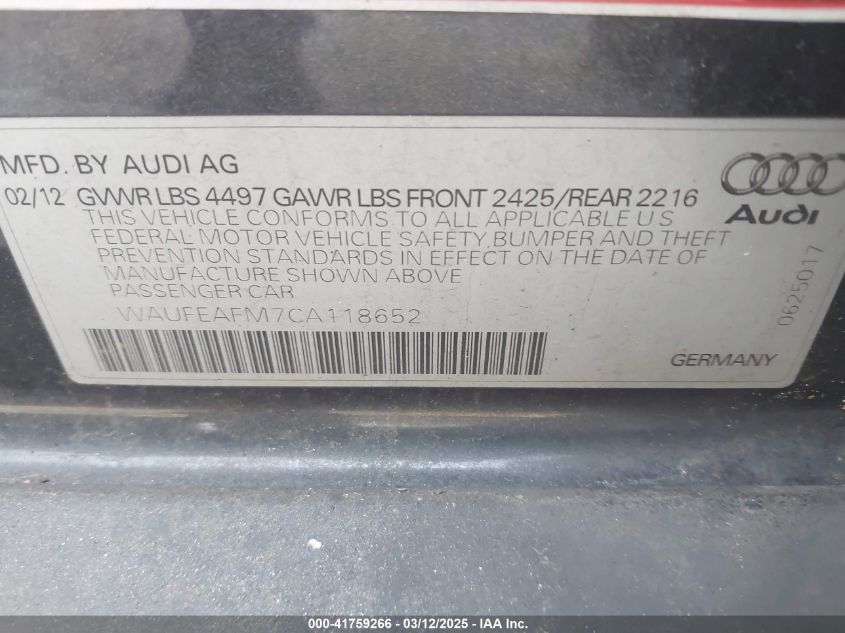 MFD. BY AUDI AG
02/12 GVWR LBS 4497 GAWR LBS FRONT 2425/REAR 2216
THIS VEHICLE CONFORMS TO ALL APPLICABLE U S
FEDERAL MOTOR VEHICLE SAFETY, BUMPER AND THEFT
PREVENTION STANDARDS IN EFFECT ON THE DATE OF
MANUFACTURE SHOWN ABOVE
PASSENGER CAR
WAUFEAFM7CA118652
Audi
0625017
GERMANY
000-41759266 - 03/12/2025 - IAA Inc.